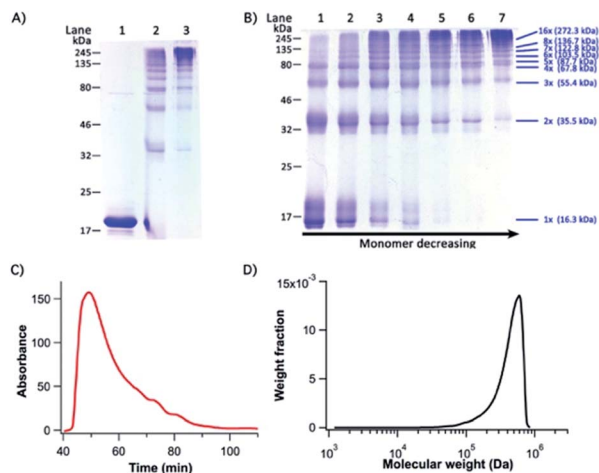 A)
Lane 1 2 3
kDa
245
135
80
46
32
25
17
B)
Lane 1 2 3 4 5 6 7
kDa
245
135
80
46
32
25
17
16x (272.3 kDa)
8x (136.7 kDa)
7x (122.8 kDa)
6x (103.5 kDa)
5x (87.7 kDa)
4x (67.8 kDa)
3x (55.4 kDa)
2x (35.5 kDa)
1x (16.3 kDa)
Monomer decreasing
C)
Absorbance
150
100
50
0
40 60 80 100
Time (min)
D)
Weight fraction
15x10⁻³
10
5
0
10³ 10⁴ 10⁵ 10⁶
Molecular weight (Da)